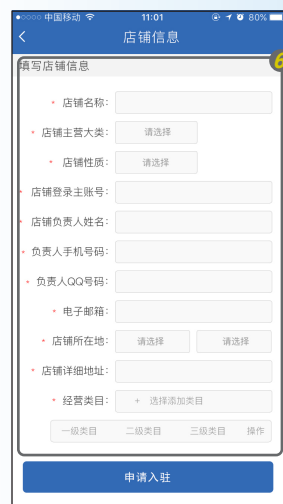 中国移动 11:01 80%
店铺信息
填写店铺信息
6
* 店铺名称:
* 店铺主营大类: 请选择
* 店铺性质: 请选择
* 店铺登录主账号:
* 店铺负责人姓名:
* 负责人手机号码:
* 负责人QQ号码:
* 电子邮箱:
* 店铺所在地: 请选择 请选择
* 店铺详细地址:
* 经营类目: + 选择添加类目
一级类目 二级类目 三级类目 操作
申请入驻